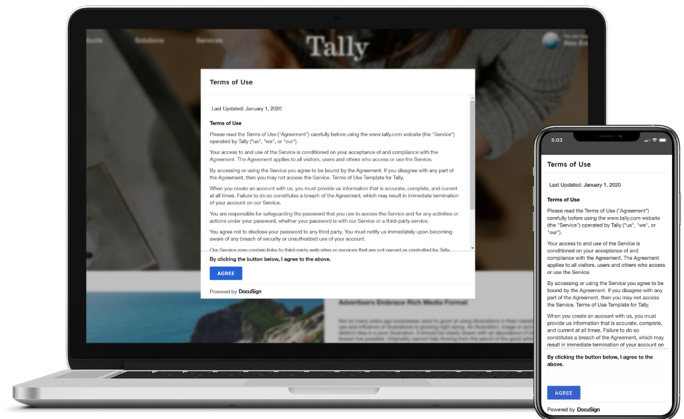 Solutions
Services
Tally
Terms of Use
Last Updated: January 1, 2020
Terms of Use
Please read the Terms of Use ("Agreement") carefully before using the www.tally.com website (the "Service")
operated by Tally ("us", "we", or "our").
Your access to and use of the Service is conditioned on your acceptance of and compliance with the
Agreement. The Agreement applies to all visitors, users and others who access or use the Service.
By accessing or using the Service you agree to be bound by the Agreement. If you disagree with any part of
the Agreement, then you may not access the Service. Terms of Use Template for Tally.
When you create an account with us, you must provide us information that is accurate, complete, and current
at all times. Failure to do so constitutes a breach of the Agreement, which may result in immediate termination
of your account on our Service.
You are responsible for safeguarding the password that you use to access the Service and for any activities or
actions under your password, whether your password is with our Service or a third-party service.
You agree not to disclose your password to any third party. You must notify us immediately upon becoming
aware of any breach of security or unauthorized use of your account.
Our Service may contain links to third-party web sites or services that are not owned or controlled by Tally.
By clicking the button below, I agree to the above.
AGREE
Powered by DocuSign
Advertisers Embrace Rich Media Format
5:03
Terms of Use
Last Updated: January 1, 2020
Terms of Use
Please read the Terms of Use ("Agreement")
carefully before using the www.tally.com website
(the "Service") operated by Tally ("us", "we", or
"our").
Your access to and use of the Service is
conditioned on your acceptance of and
compliance with the Agreement. The Agreement
applies to all visitors, users and others who access
or use the Service.
By accessing or using the Service you agree to be
bound by the Agreement. If you disagree with any
part of the Agreement, then you may not access
the Service. Terms of Use Template for Tally.
When you create an account with us, you must
provide us information that is accurate, complete,
and current at all times. Failure to do so
constitutes a breach of the Agreement, which may
result in immediate termination of your account on
By clicking the button below, I agree to the
above.
AGREE
Powered by DocuSign